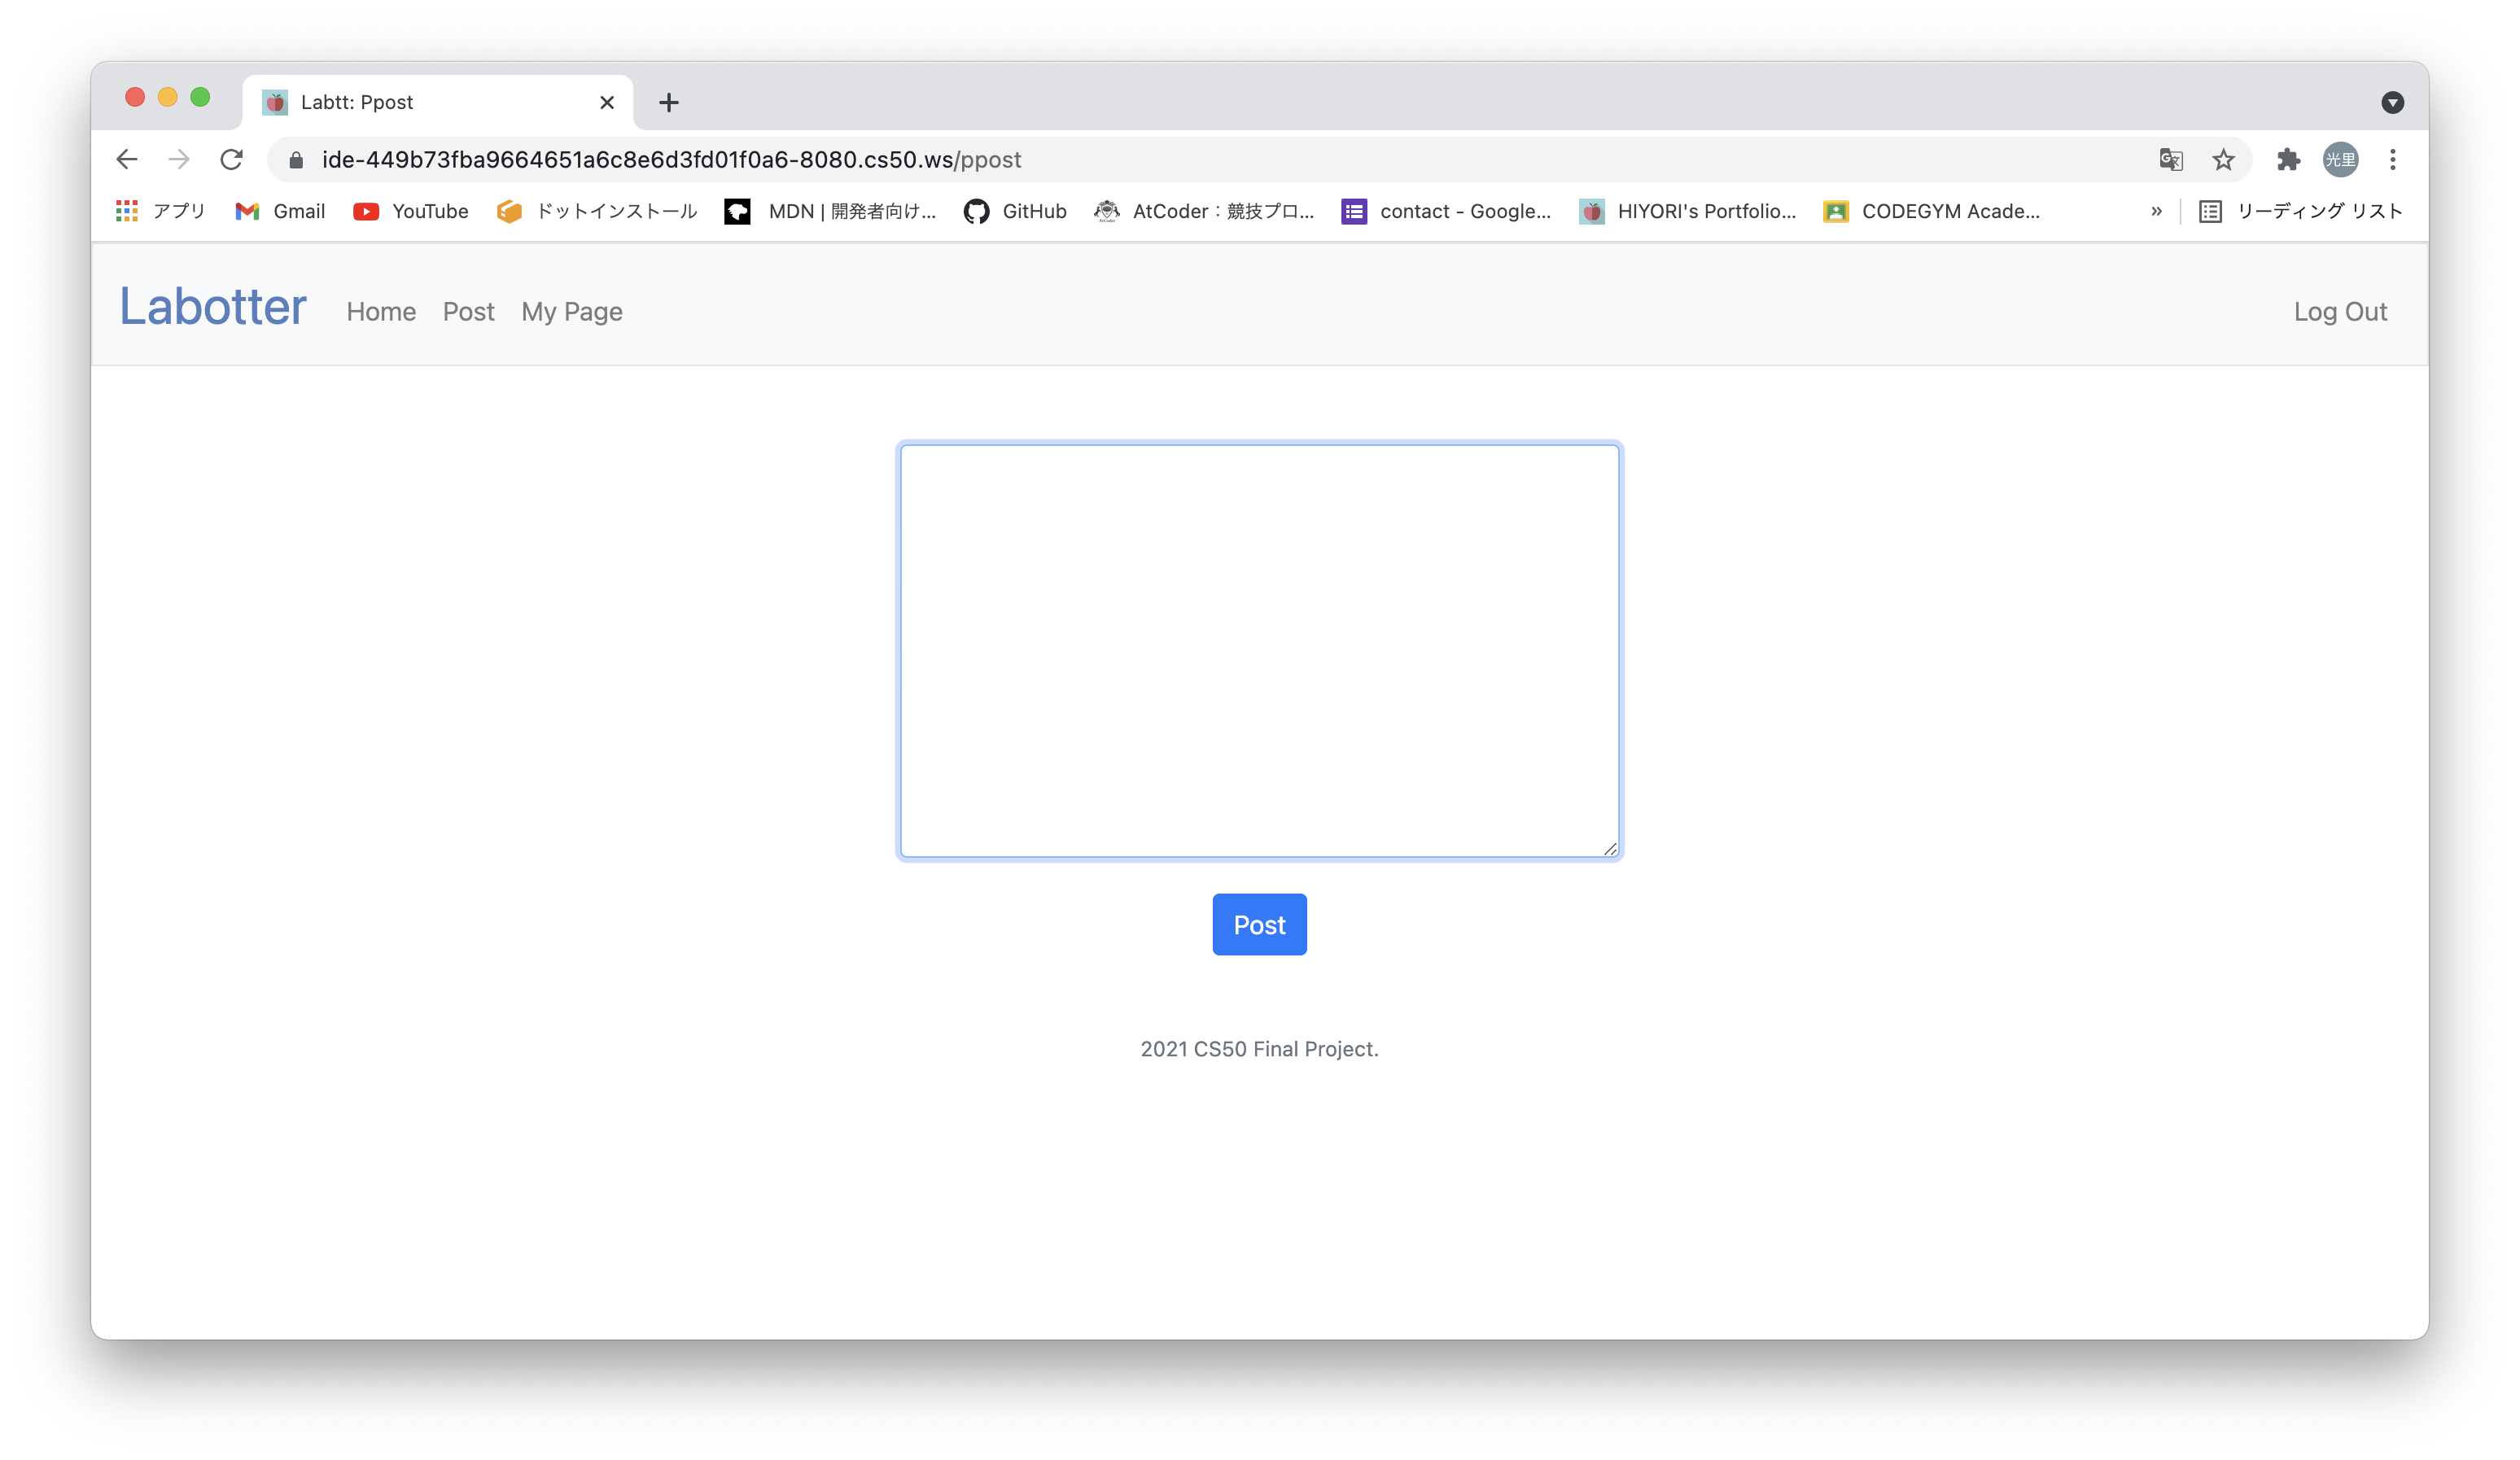 Labtt: Ppost
ide-449b73fba9664651a6c8e6d3fd01f0a6-8080.cs50.ws/ppost
光里
アプリ Gmail YouTube ドットインストール MDN | 開発者向け... GitHub AtCoder：競技プロ... contact - Google... HIYORI's Portfolio... CODEGYM Acade... » リーディング リスト
Labotter Home Post My Page Log Out
Post
2021 CS50 Final Project.